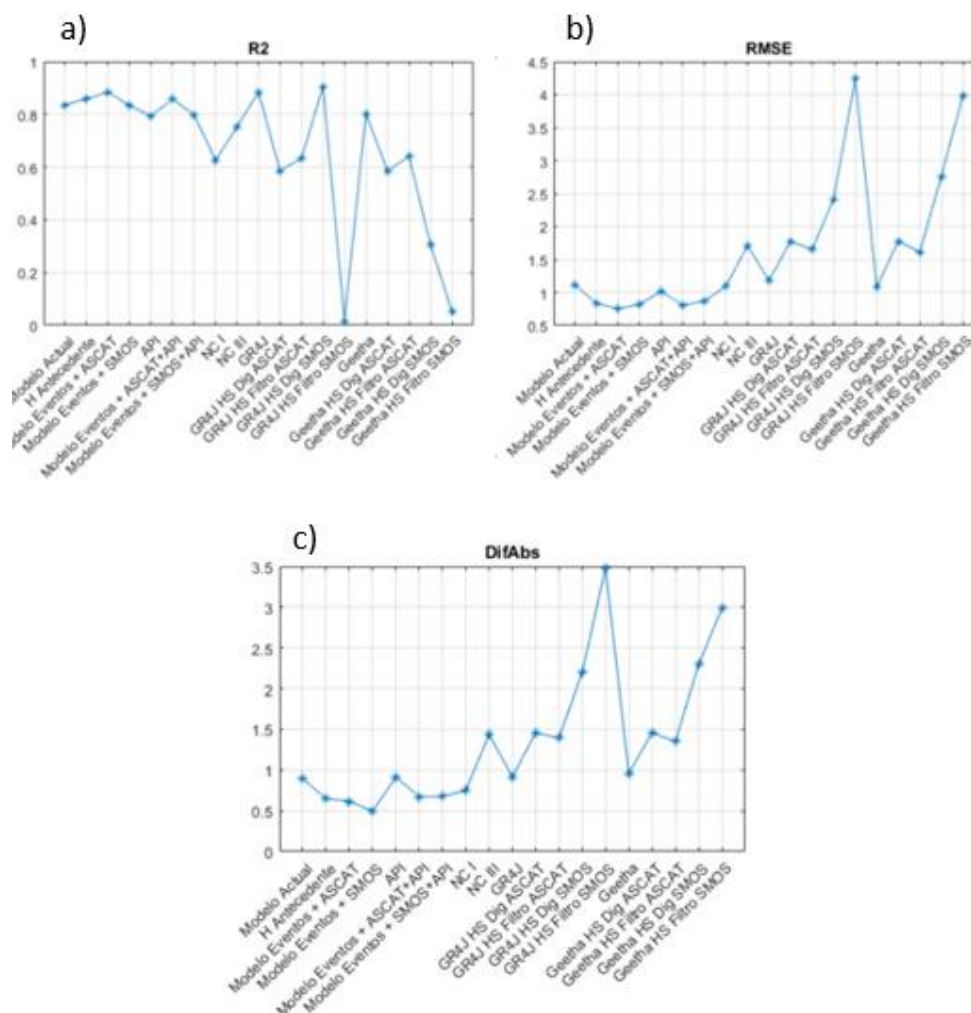 a)
R2
1
0.8
0.6
0.4
0.2
0
Modelo Actual
H Antecedente
odelo Eventos + ASCAT
Modelo Eventos + SMOS
API
Modelo Eventos + ASCAT+API
Modelo Eventos + SMOS+API
NC I
NC III
GR4J
GR4J HS Dig ASCAT
GR4J HS Filtro ASCAT
GR4J HS Dig SMOS
GR4J HS Filtro SMOS
Geetha
Geetha HS Dig ASCAT
Geetha HS Filtro ASCAT
Geetha HS Dig SMOS
Geetha HS Filtro SMOS
b)
RMSE
4.5
4
3.5
3
2.5
2
1.5
1
0.5
Modelo Actual
H Antecedente
Modelo Eventos + ASCAT
Modelo Eventos + SMOS
API
Modelo Eventos + ASCAT+API
Modelo Eventos + SMOS+API
NC I
NC III
GR4J
GR4J HS Dig ASCAT
GR4J HS Filtro ASCAT
GR4J HS Dig SMOS
GR4J HS Filtro SMOS
Geetha
Geetha HS Dig ASCAT
Geetha HS Filtro ASCAT
Geetha HS Dig SMOS
Geetha HS Filtro SMOS
c)
DifAbs
3.5
3
2.5
2
1.5
1
0.5
0
Modelo Actual
H Antecedente
Modelo Eventos + ASCAT
Modelo Eventos + SMOS
API
Modelo Eventos + ASCAT+API
Modelo Eventos + SMOS+API
NC I
NC III
GR4J
GR4J HS Dig ASCAT
GR4J HS Filtro ASCAT
GR4J HS Dig SMOS
GR4J HS Filtro SMOS
Geetha
Geetha HS Dig ASCAT
Geetha HS Filtro ASCAT
Geetha HS Dig SMOS
Geetha HS Filtro SMOS